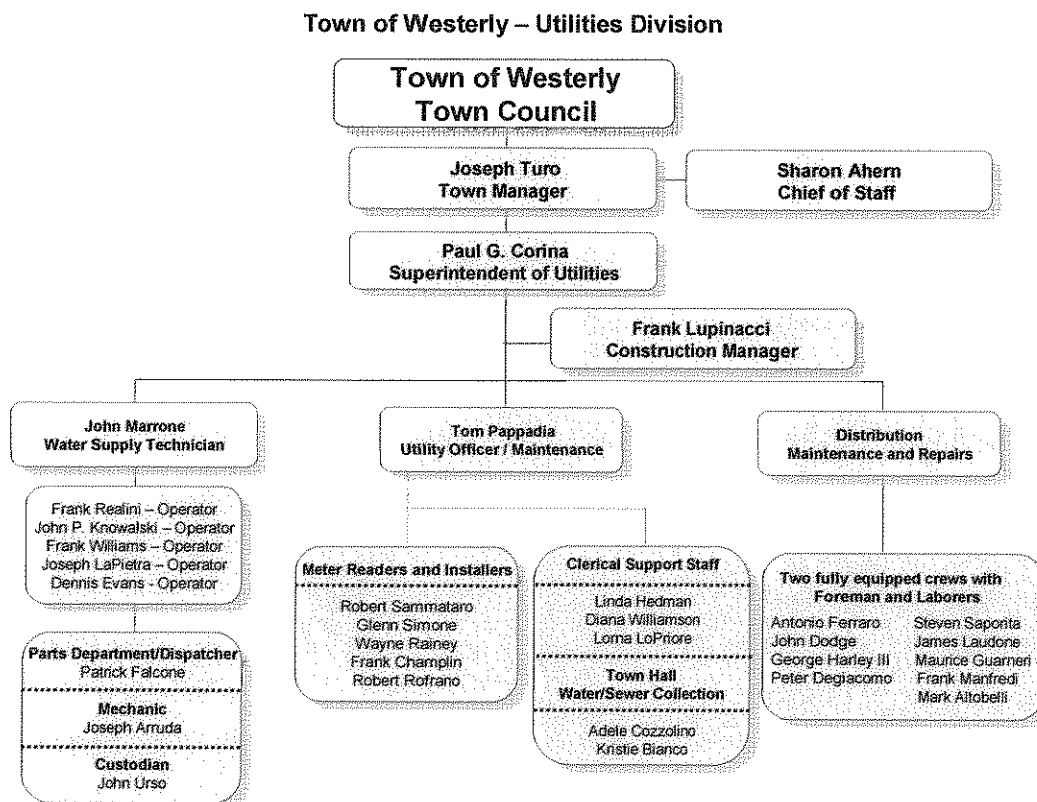 Town of Westerly – Utilities Division
Town of Westerly
Town Council
Joseph Turo
Town Manager
Sharon Ahern
Chief of Staff
Paul G. Corina
Superintendent of Utilities
Frank Lupinacci
Construction Manager
John Marrone
Water Supply Technician
Frank Realini – Operator
John P. Knowalski – Operator
Frank Williams – Operator
Joseph LaPietra – Operator
Dennis Evans - Operator
Parts Department/Dispatcher
Patrick Falcone
Mechanic
Joseph Arruda
Custodian
John Urso
Tom Pappadia
Utility Officer / Maintenance
Meter Readers and Installers
Robert Sammataro
Glenn Simone
Wayne Rainey
Frank Champlin
Robert Rofrano
Clerical Support Staff
Linda Hedman
Diana Williamson
Lorna LoPriore
Town Hall
Water/Sewer Collection
Adele Cozzolino
Kristie Bianco
Distribution
Maintenance and Repairs
Two fully equipped crews with
Foreman and Laborers
Antonio Ferraro
John Dodge
George Harley III
Peter Degiacomo
Steven Saporita
James Laudone
Maurice Guarneri
Frank Manfredi
Mark Altobelli